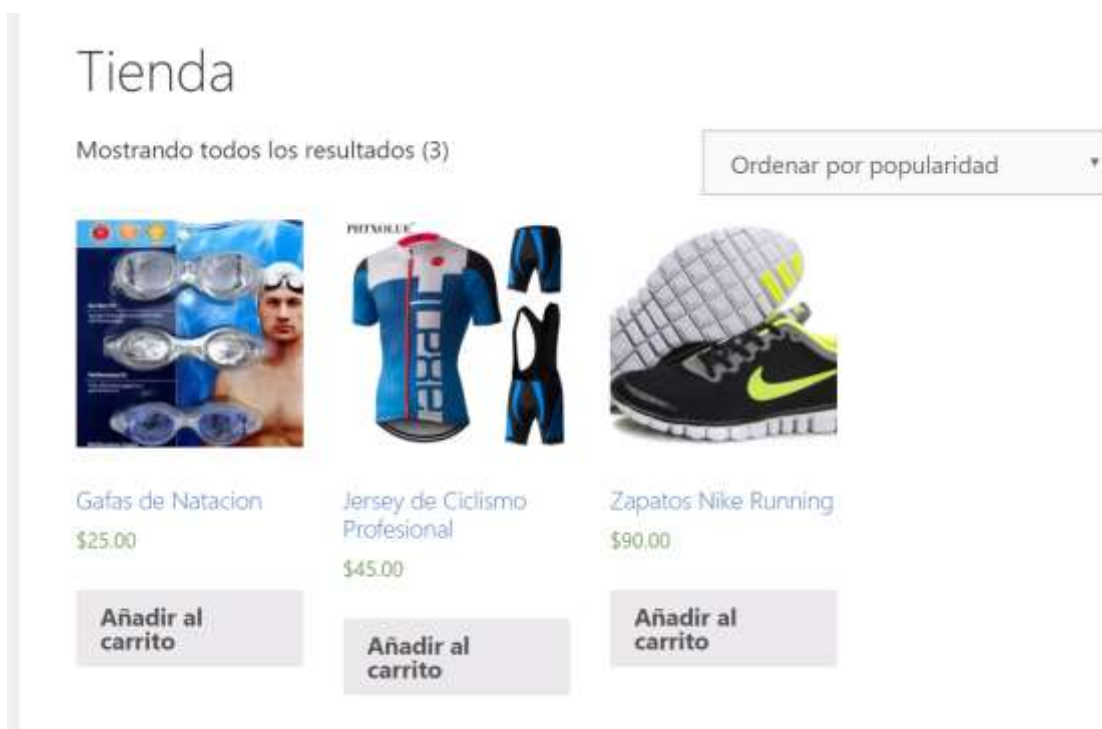 Tienda
Mostrando todos los resultados (3)
Ordenar por popularidad
Gafas de Natacion
$25.00
Añadir al
carrito
Jersey de Ciclismo
Profesional
$45.00
Añadir al
carrito
Zapatos Nike Running
$90.00
Añadir al
carrito